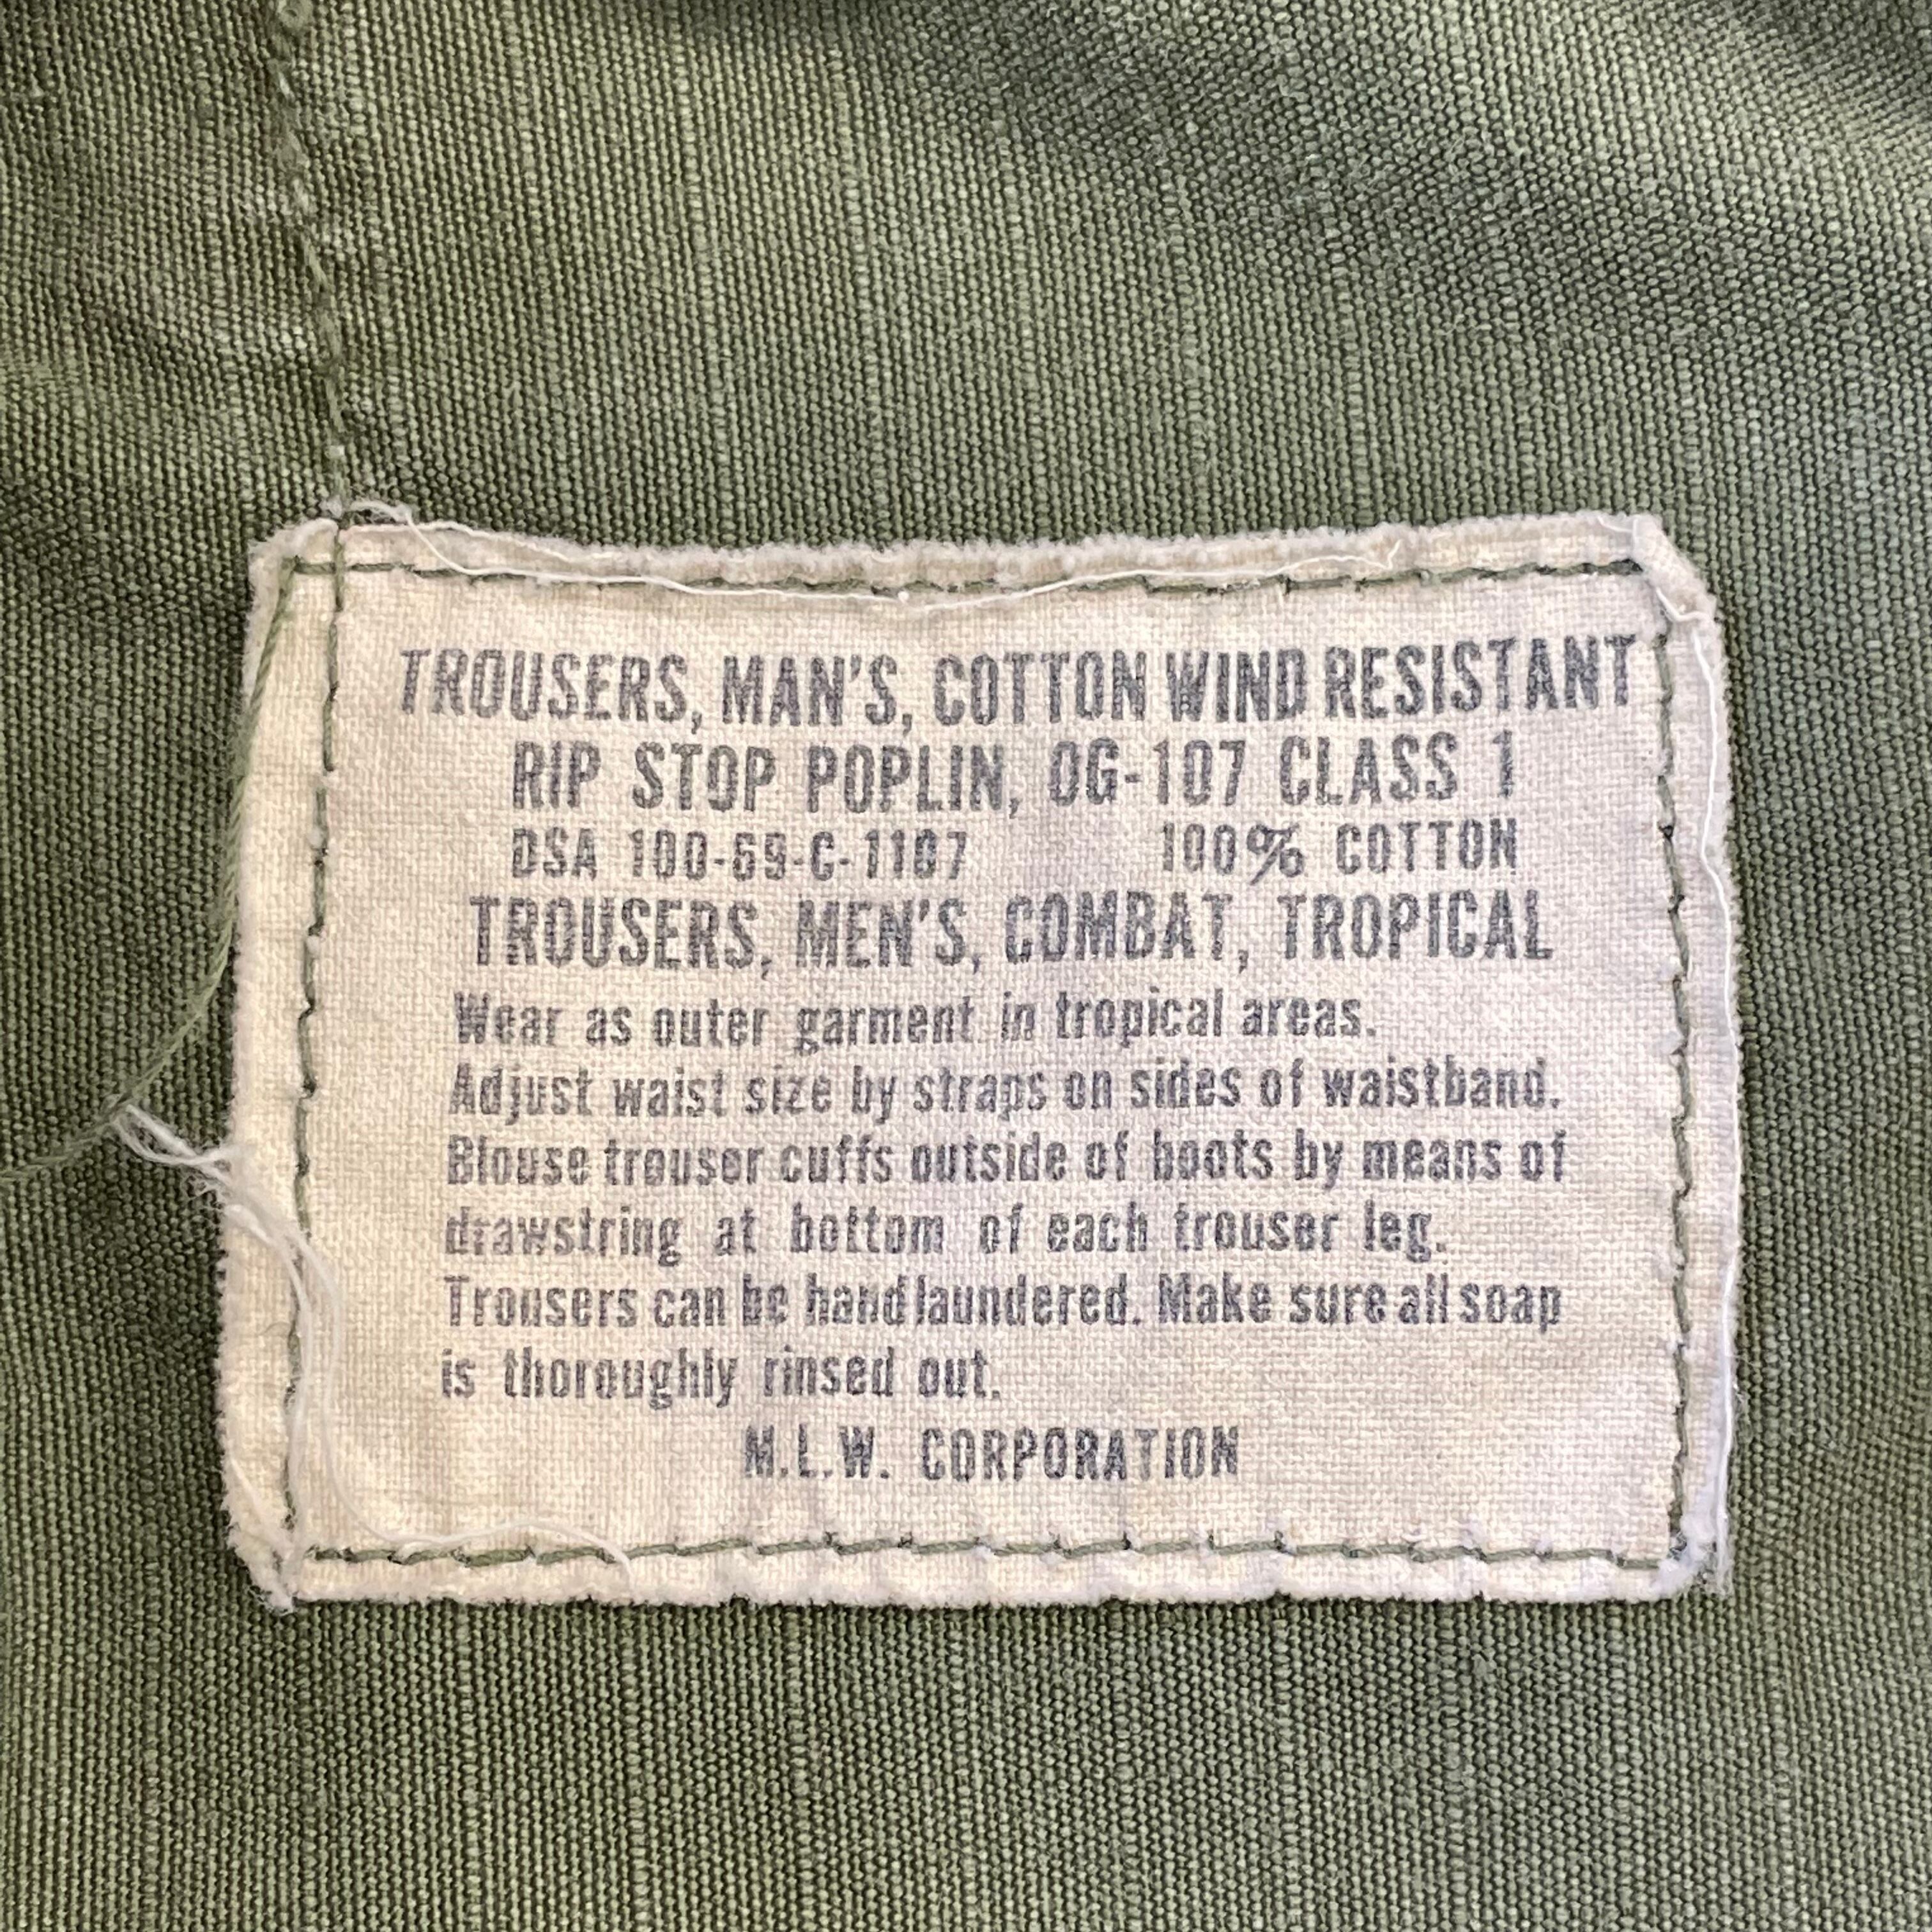 TROUSERS, MAN'S, COTTON WIND RESISTANT
RIP STOP POPLIN, OG-107 CLASS 1
DSA 100-69-C-1107 100% COTTON
TROUSERS, MEN'S, COMBAT, TROPICAL
Wear as outer garment in tropical areas.
Adjust waist size by straps on sides of waistband.
Blouse trouser cuffs outside of boots by means of
drawstring at bottom of each trouser leg.
Trousers can be hand laundered. Make sure all soap
is thoroughly rinsed out.
M.L.W. CORPORATION